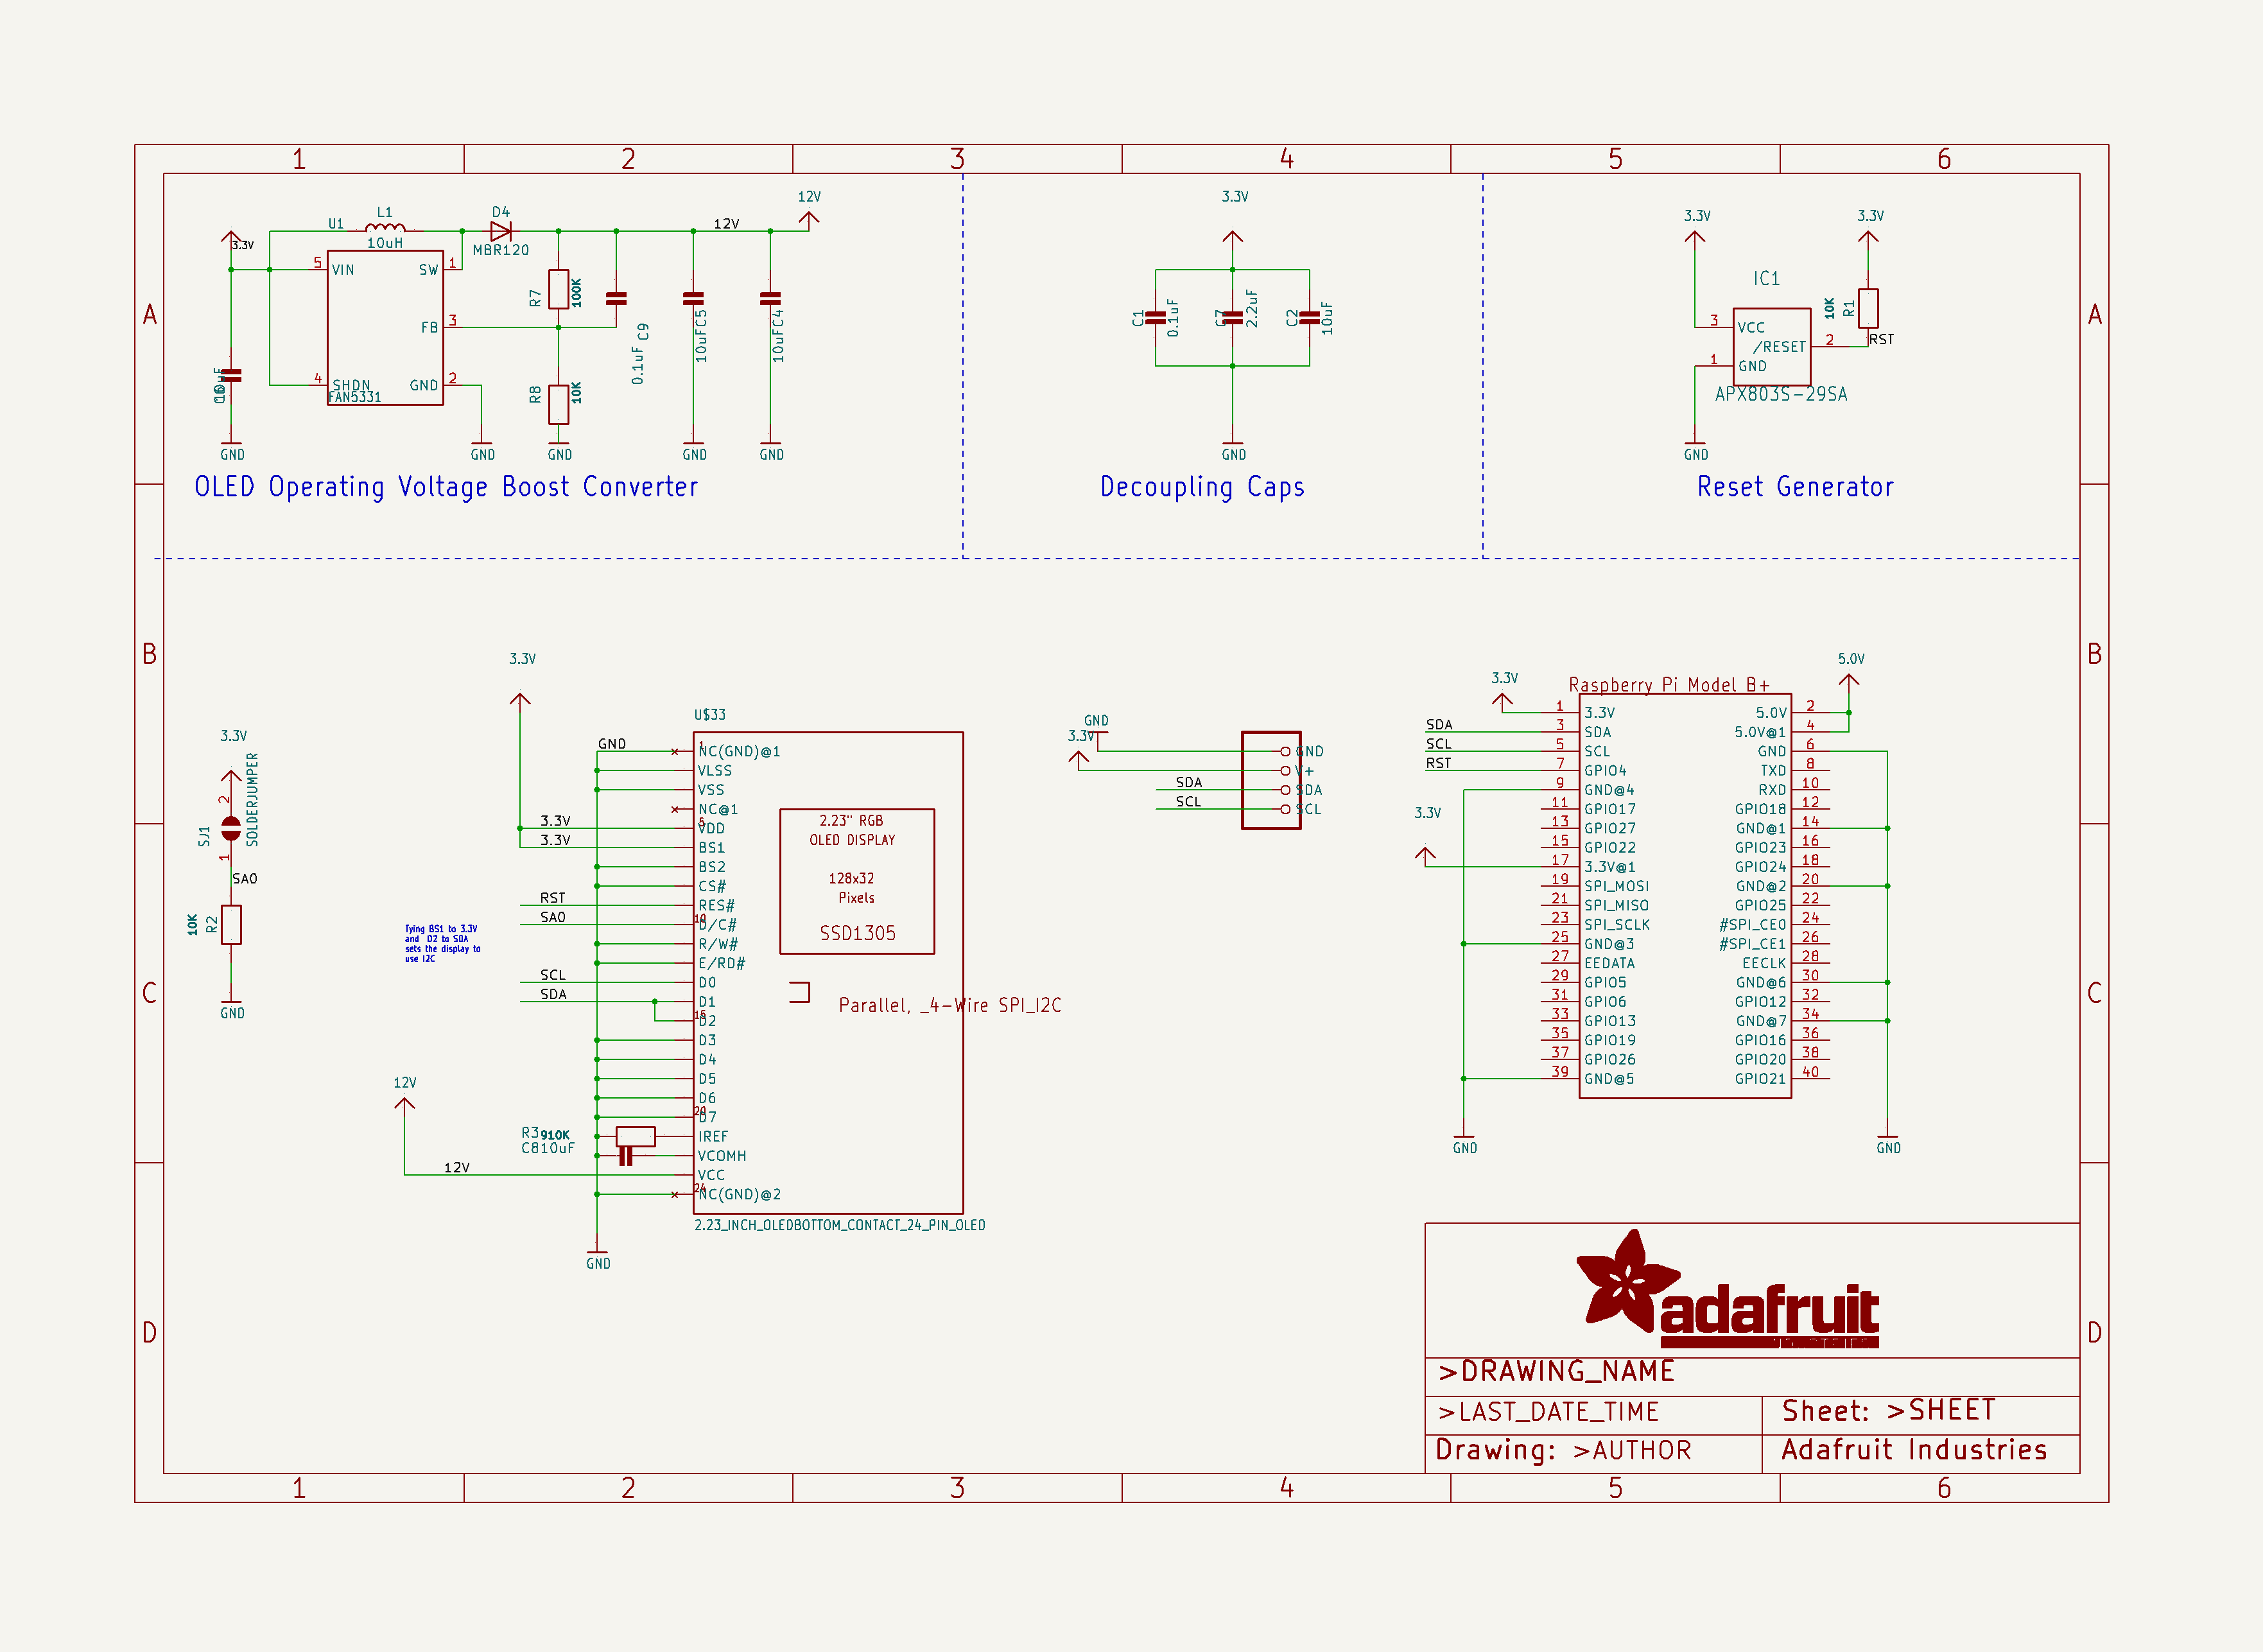 1 2 3 4 5 6
A A
B B
C C
D D
3.3V
U1
L1
10uH
D4
MBR120
12V
12V
5 VIN
SW 1
FB 3
4 SHDN
GND 2
FAN5331
R7
100K
R8
10K
0.1uF C9
10uF C5
10uF C4
GND
GND
GND
GND
GND
OLED Operating Voltage Boost Converter
3.3V
C1
0.1uF
C7
2.2uF
C2
10uF
GND
Decoupling Caps
3.3V
3.3V
IC1
10K
R1
3 VCC
/RESET 2
RST
1 GND
APX803S-29SA
GND
Reset Generator
3.3V
SJ1
SOLDERJUMPER
2
1
SA0
10K
R2
GND
Tying BS1 to 3.3V
and D2 to SDA
sets the display to
use I2C
3.3V
U$33
GND
1
NC(GND)@1
VLSS
VSS
NC@1
3.3V
5
VDD
3.3V
BS1
BS2
CS#
RST
RES#
SA0
10
D/C#
R/W#
E/RD#
SCL
D0
SDA
D1
15
D2
D3
D4
D5
D6
20
D7
IREF
VCOMH
VCC
24
NC(GND)@2
2.23" RGB
OLED DISPLAY
128x32
Pixels
SSD1305
Parallel, _4-Wire SPI_I2C
12V
12V
R3 910K
C8 10uF
2.23_INCH_OLEDBOTTOM_CONTACT_24_PIN_OLED
GND
GND
3.3V
SDA
SCL
GND
V+
SDA
SCL
3.3V
5.0V
Raspberry Pi Model B+
SDA
SCL
RST
3.3V
1 3.3V 5.0V 2
3 SDA 5.0V@1 4
5 SCL GND 6
7 GPIO4 TXD 8
9 GND@4 RXD 10
11 GPIO17 GPIO18 12
13 GPIO27 GND@1 14
15 GPIO22 GPIO23 16
17 3.3V@1 GPIO24 18
19 SPI_MOSI GND@2 20
21 SPI_MISO GPIO25 22
23 SPI_SCLK #SPI_CE0 24
25 GND@3 #SPI_CE1 26
27 EEDATA EECLK 28
29 GPIO5 GND@6 30
31 GPIO6 GPIO12 32
33 GPIO13 GND@7 34
35 GPIO19 GPIO16 36
37 GPIO26 GPIO20 38
39 GND@5 GPIO21 40
GND
GND
adafruit
>DRAWING_NAME
>LAST_DATE_TIME
Sheet: >SHEET
Drawing: >AUTHOR
Adafruit Industries
1 2 3 4 5 6